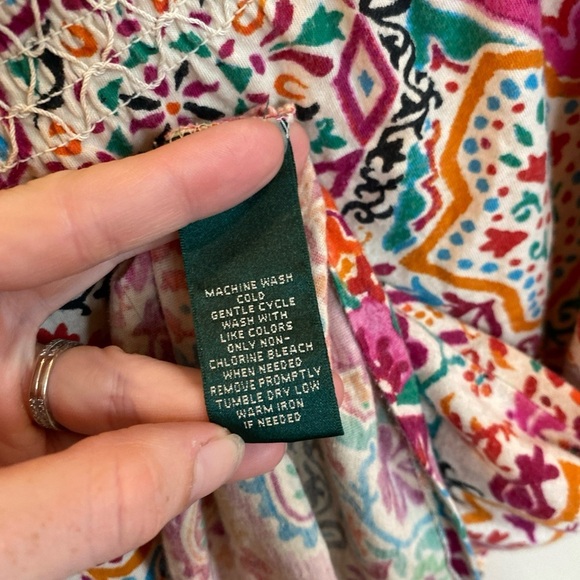 MACHINE WASH
COLD
GENTLE CYCLE
WASH WITH
LIKE COLORS
ONLY NON-
CHLORINE BLEACH
WHEN NEEDED
REMOVE PROMPTLY
TUMBLE DRY LOW
WARM IRON
IF NEEDED